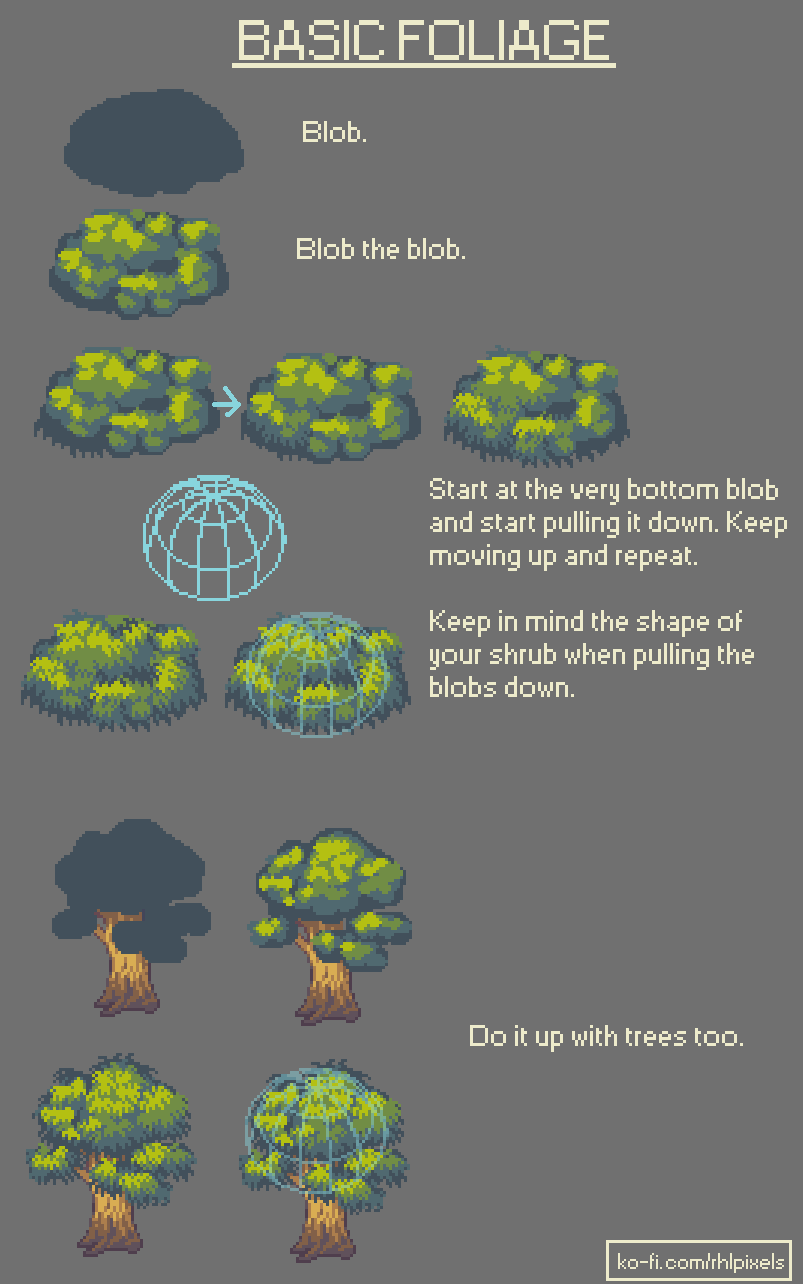 BASIC FOLIAGE
Blob.
Blob the blob.
Start at the very bottom blob
and start pulling it down. Keep
moving up and repeat.
Keep in mind the shape of
your shrub when pulling the
blobs down.
Do it up with trees too.
ko-fi.com/rhlpixels